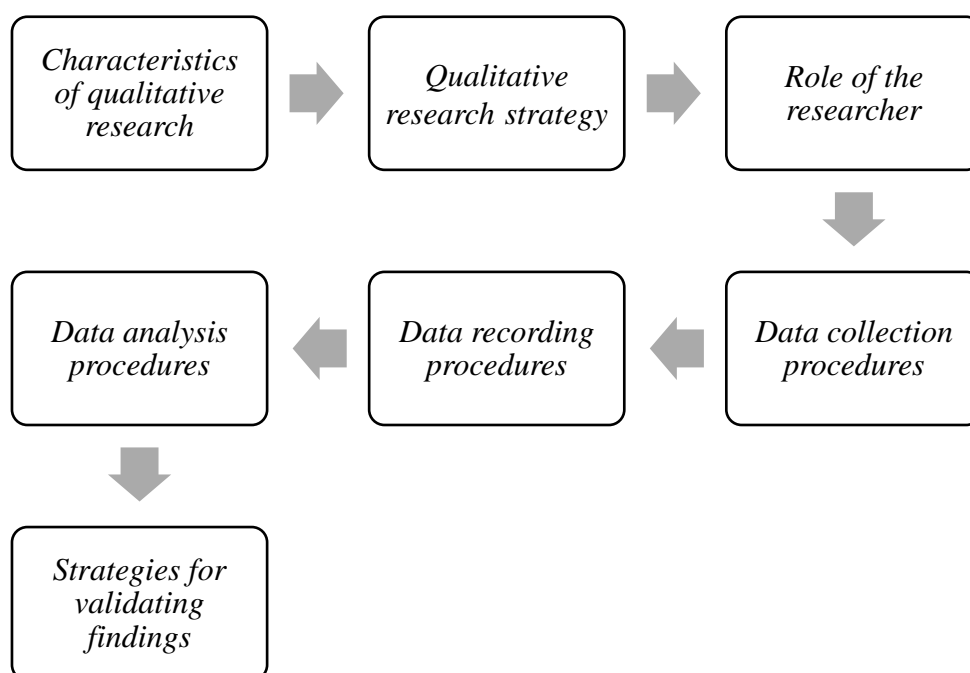 Characteristics
of qualitative
research
Qualitative
research strategy
Role of the
researcher
Data collection
procedures
Data recording
procedures
Data analysis
procedures
Strategies for
validating
findings